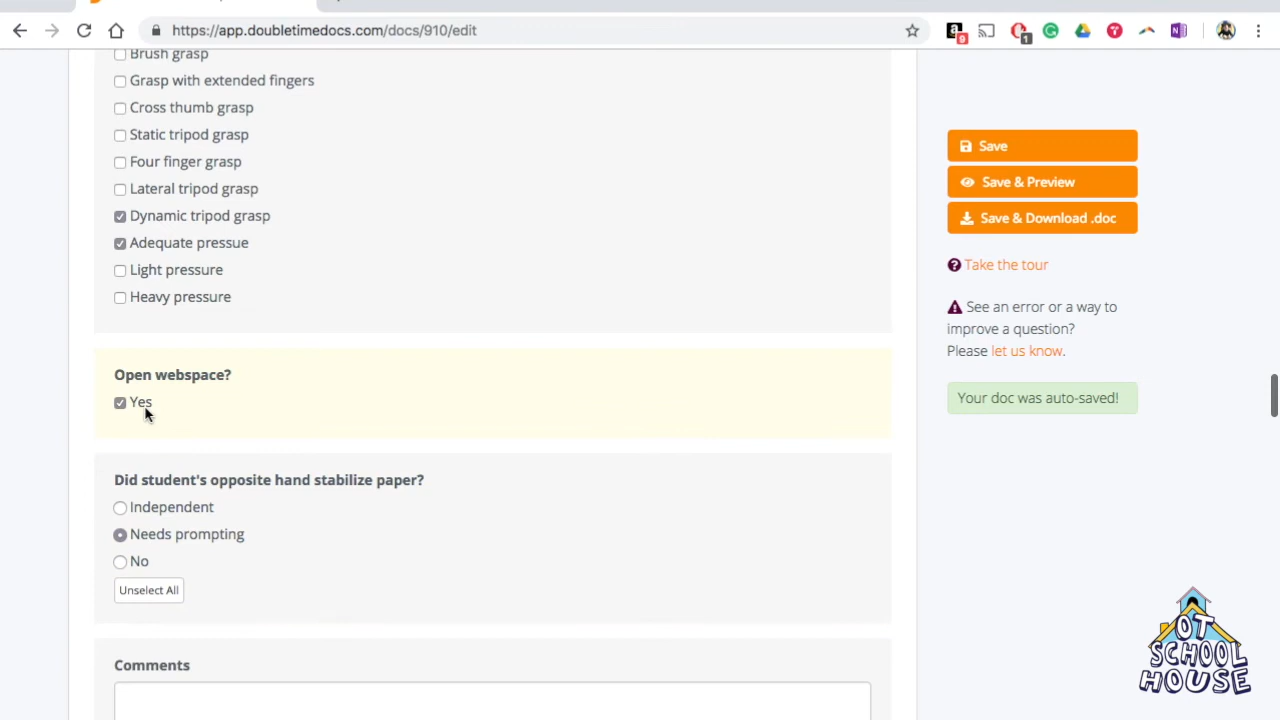 https://app.doubletimedocs.com/docs/910/edit
Brush grasp
Grasp with extended fingers
Cross thumb grasp
Static tripod grasp
Four finger grasp
Lateral tripod grasp
Dynamic tripod grasp
Adequate pressue
Light pressure
Heavy pressure
Open webspace?
Yes
Did student's opposite hand stabilize paper?
Independent
Needs prompting
No
Unselect All
Comments
Save
Save & Preview
Save & Download .doc
Take the tour
See an error or a way to
improve a question?
Please let us know.
Your doc was auto-saved!
OT
SCHOOL
HOUSE